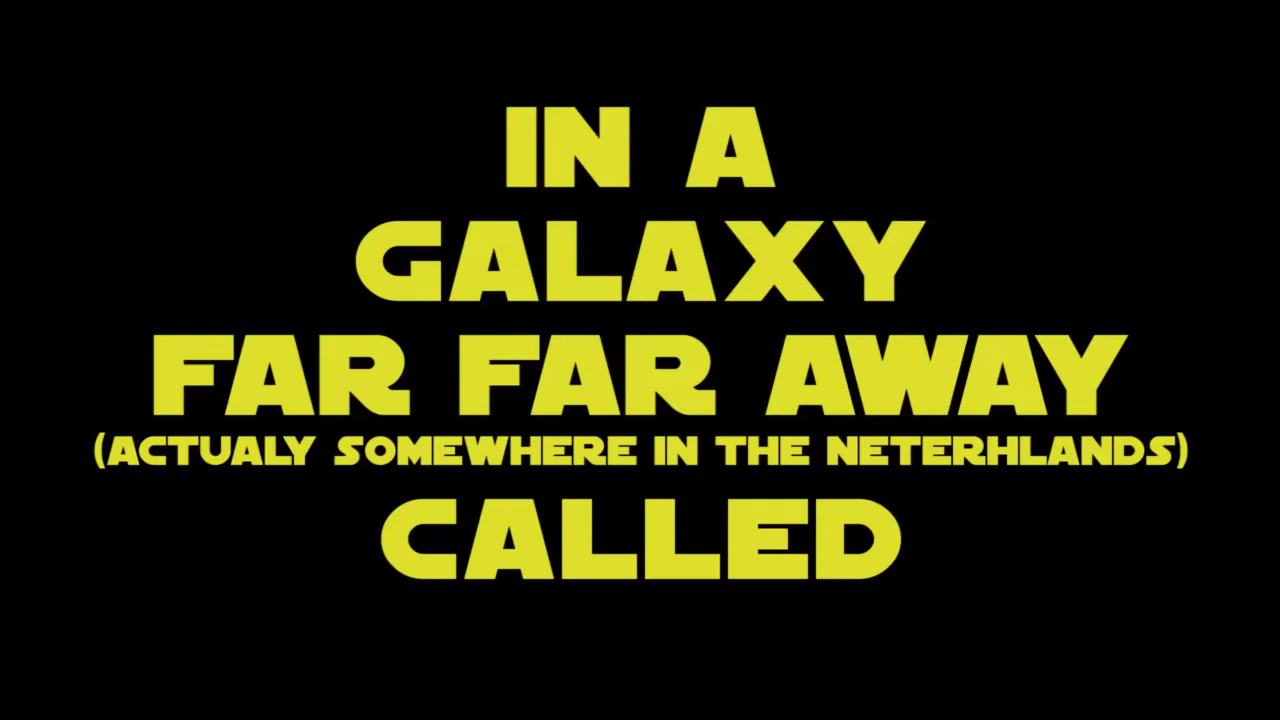 IN A
GALAXY
FAR FAR AWAY
(ACTUALY SOMEWHERE IN THE NETERHLANDS)
CALLED